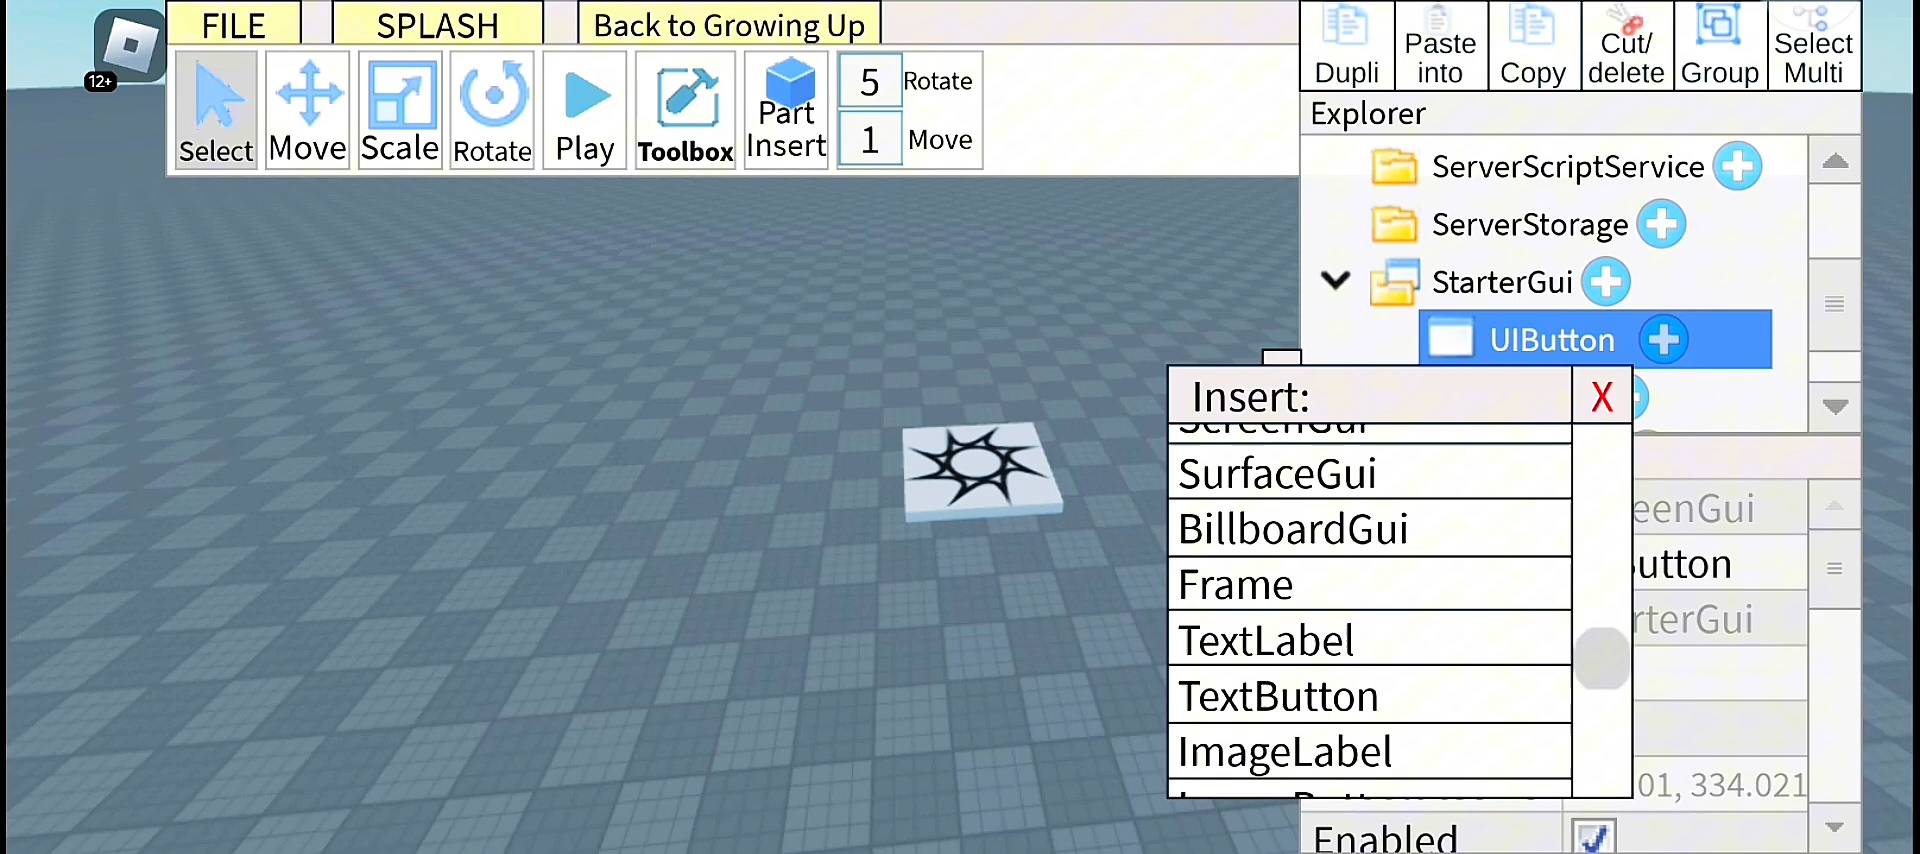 FILE
SPLASH
Back to Growing Up
12+
Select
Move
Scale
Rotate
Play
Toolbox
Part
Insert
5 Rotate
1 Move
Dupli
Paste
into
Copy
Cut/
delete
Group
Select
Multi
Explorer
ServerScriptService
ServerStorage
StarterGui
UIButton
Insert:
X
ScreenGui
SurfaceGui
BillboardGui
Frame
TextLabel
TextButton
ImageLabel
eenGui
utton
rterGui
01, 334.021
Enabled